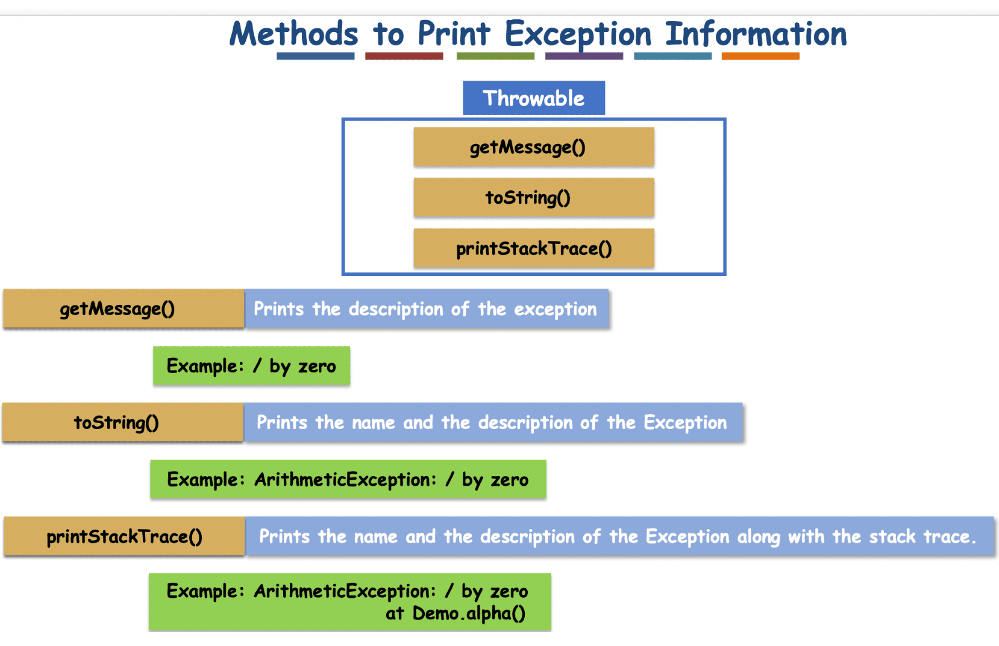 Methods to Print Exception Information
Throwable
getMessage()
toString()
printStackTrace()
getMessage() Prints the description of the exception
Example: / by zero
toString() Prints the name and the description of the Exception
Example: ArithmeticException: / by zero
printStackTrace() Prints the name and the description of the Exception along with the stack trace.
Example: ArithmeticException: / by zero
at Demo.alpha()